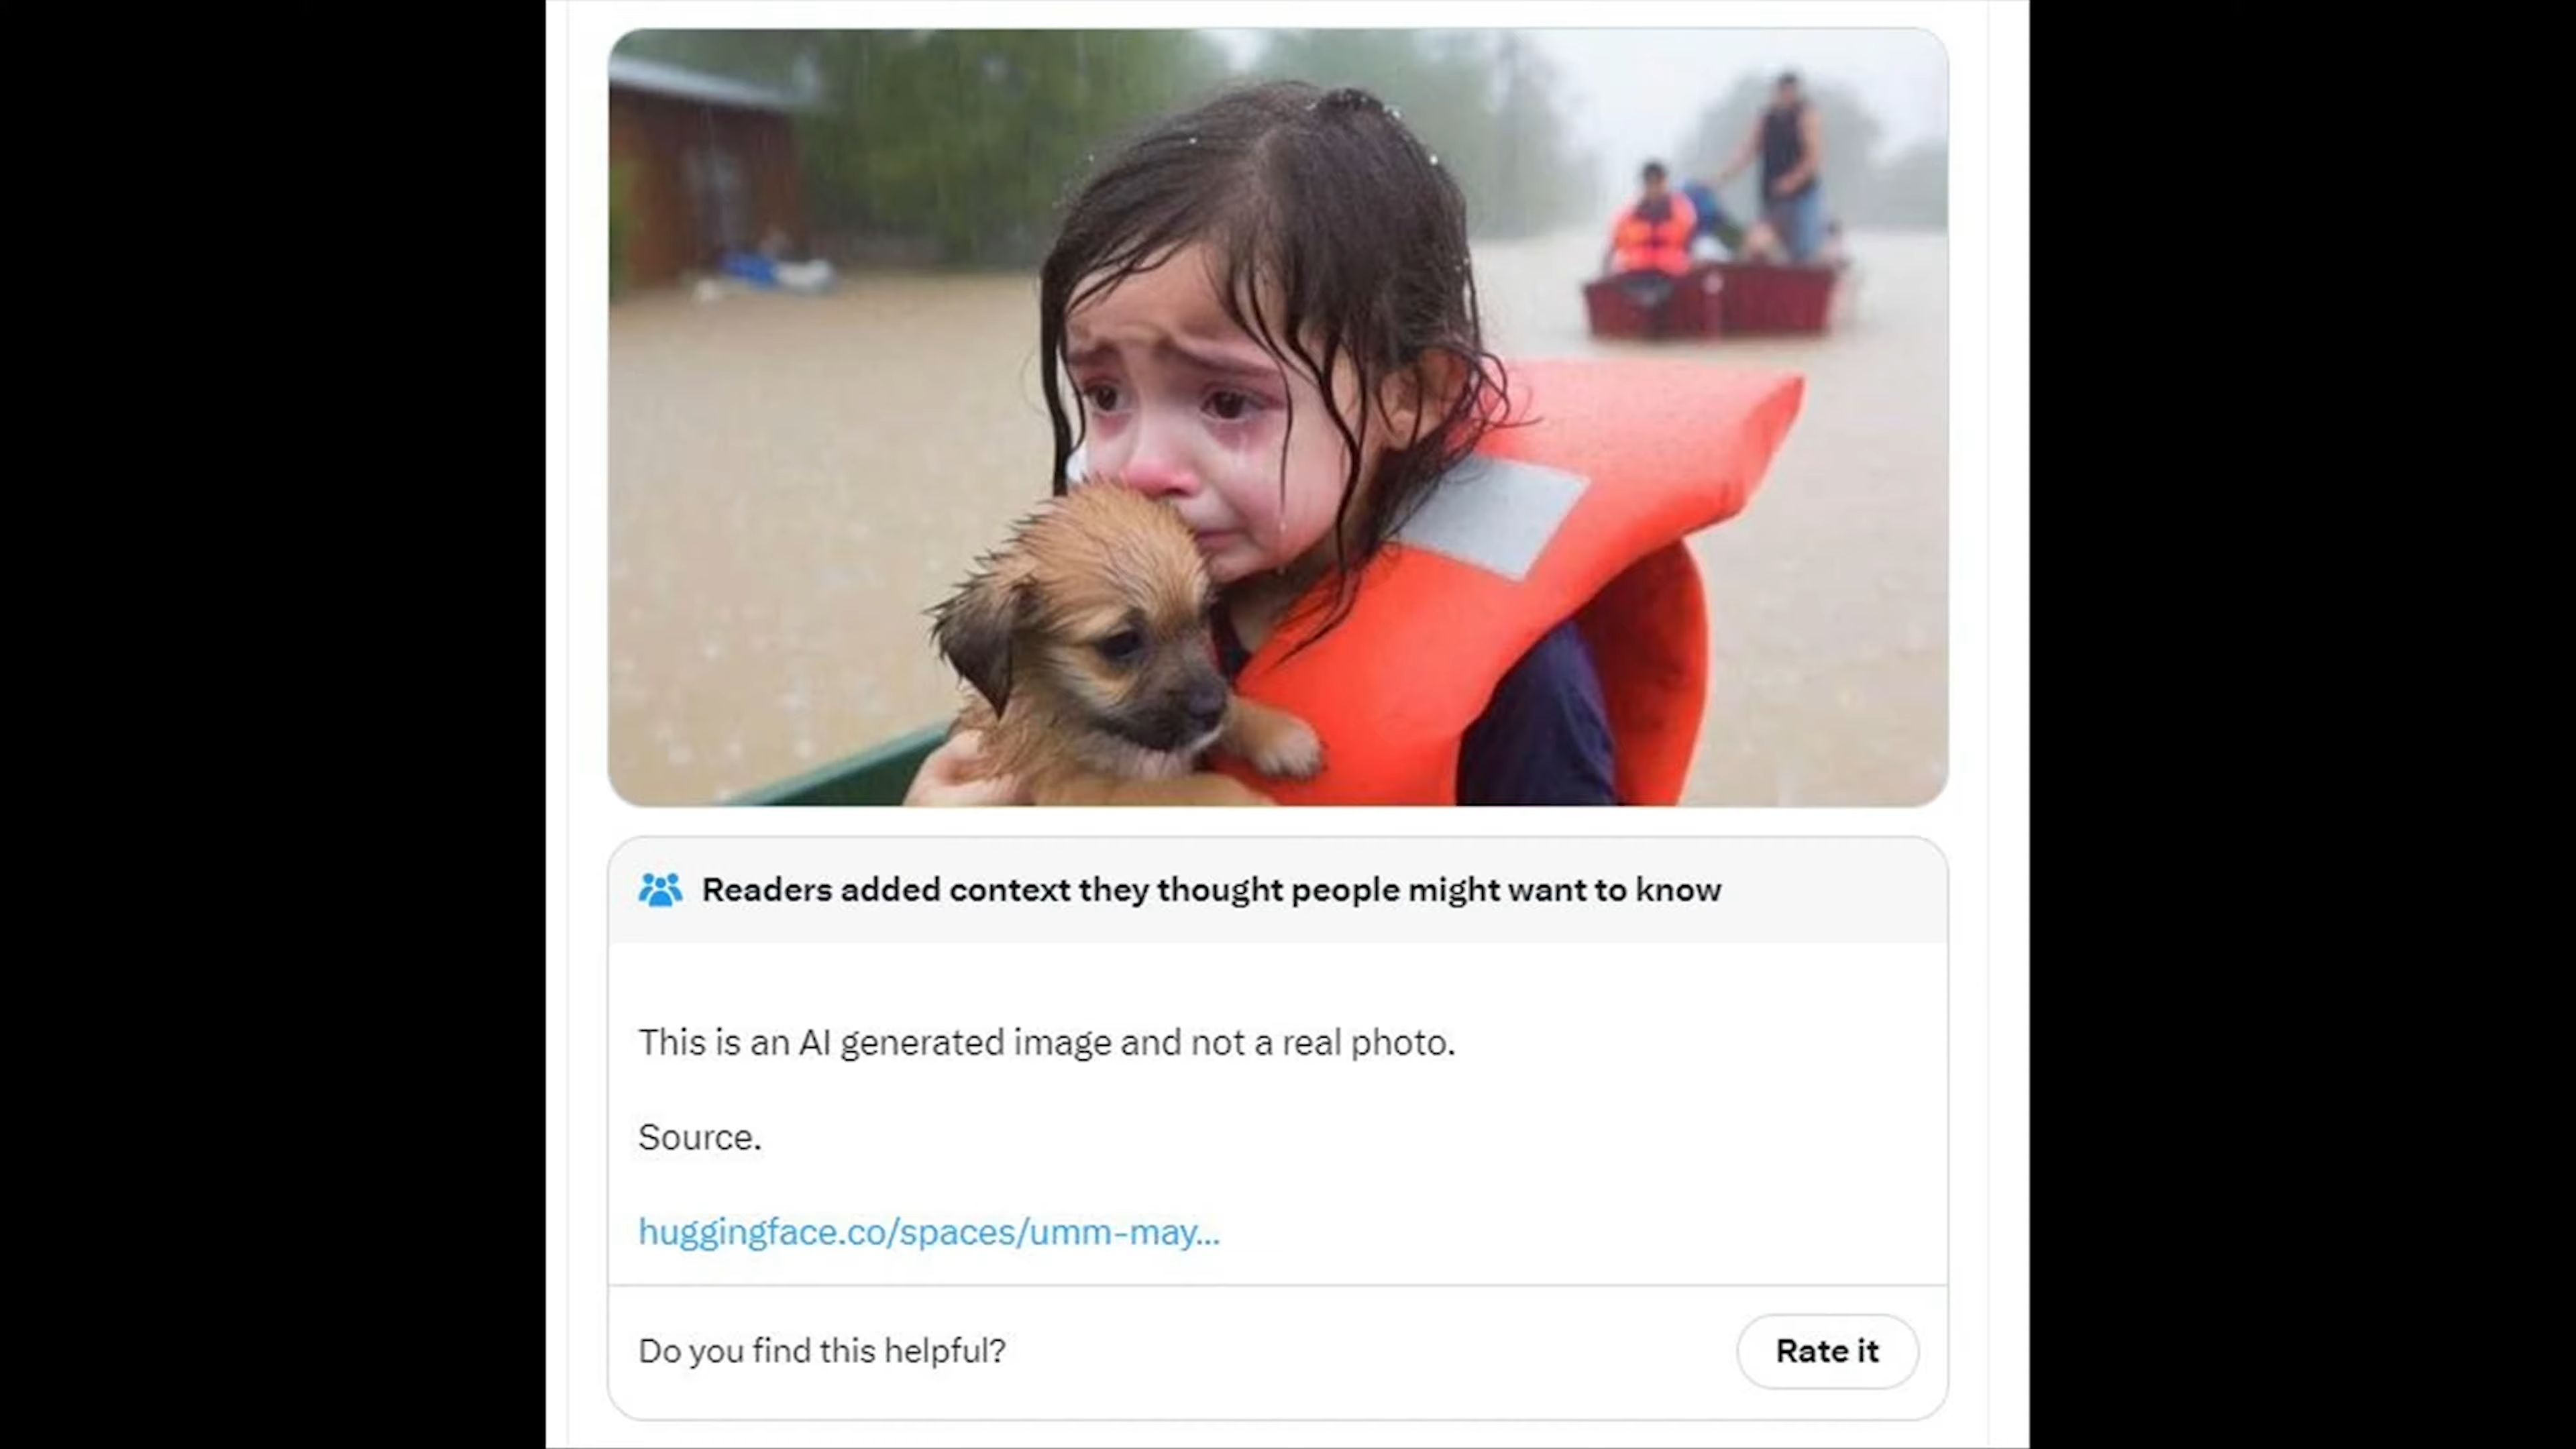 Readers added context they thought people might want to know
This is an AI generated image and not a real photo.
Source.
huggingface.co/spaces/umm-may...
Do you find this helpful?
Rate it